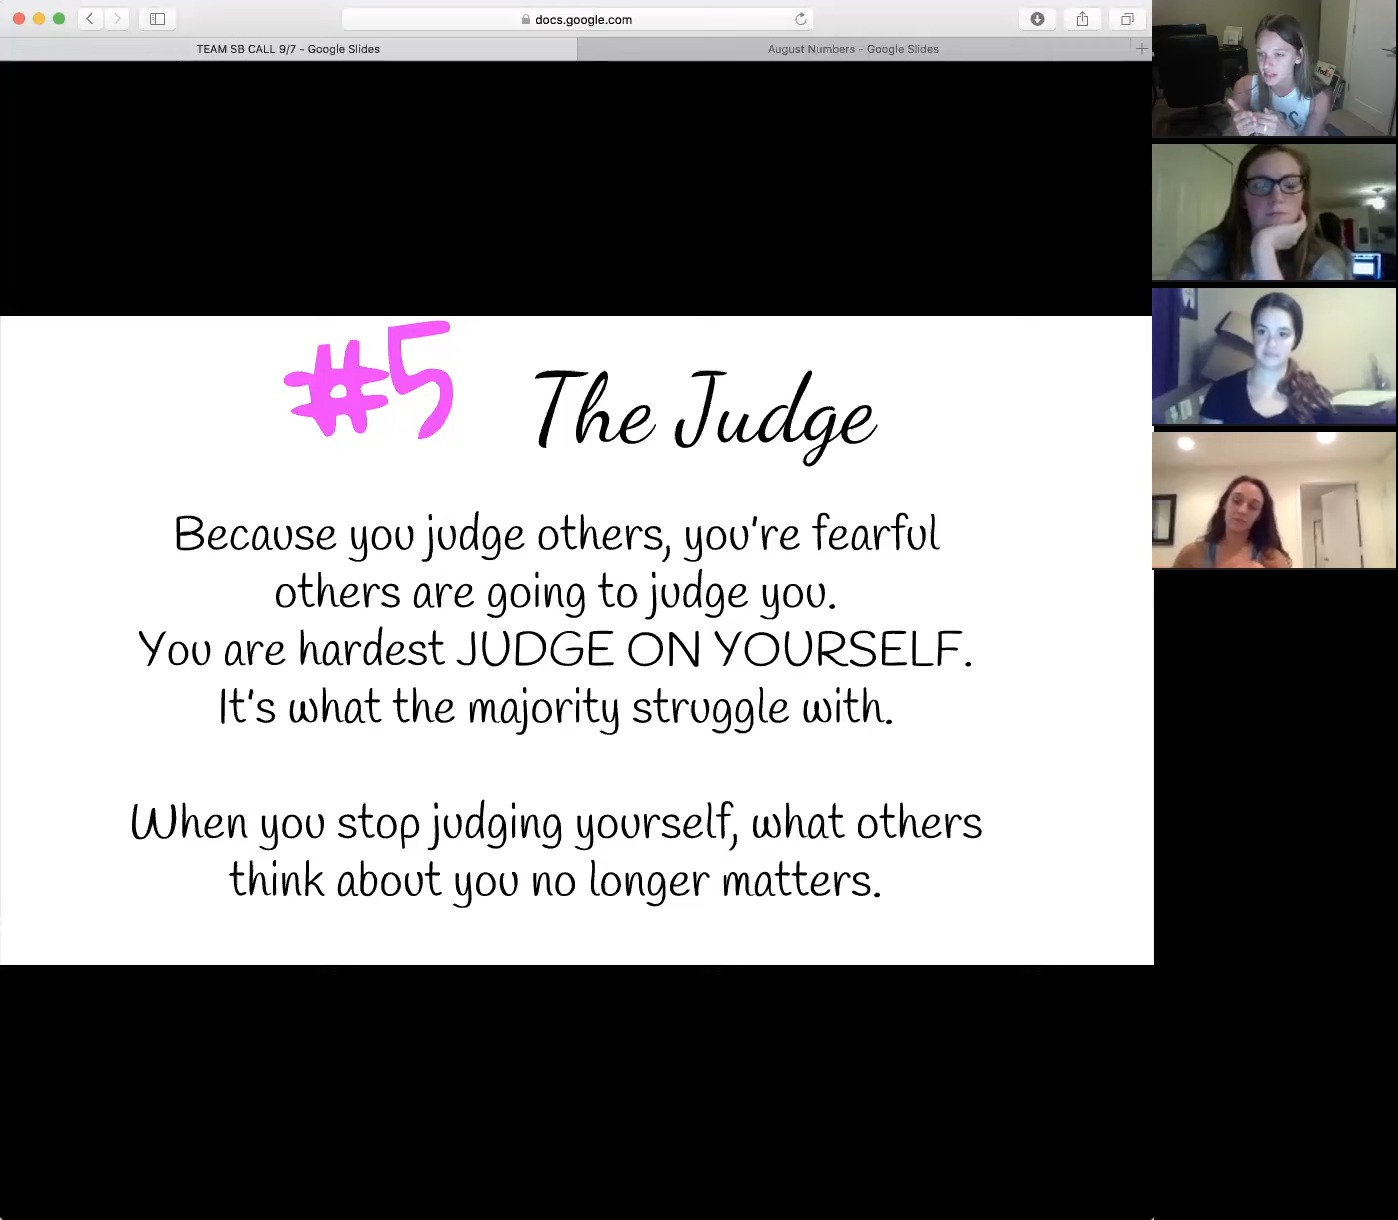 docs.google.com
TEAM SB CALL 9/7 - Google Slides
August Numbers - Google Slides
FedEx
#5
The Judge
Because you judge others, you're fearful
others are going to judge you.
You are hardest JUDGE ON YOURSELF.
It's what the majority struggle with.
When you stop judging yourself, what others
think about you no longer matters.